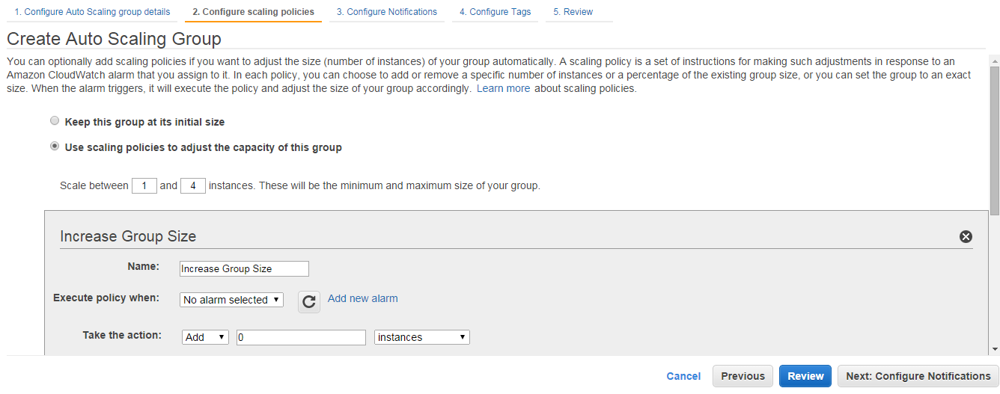 1. Configure Auto Scaling group details 2. Configure scaling policies 3. Configure Notifications 4. Configure Tags 5. Review
Create Auto Scaling Group
You can optionally add scaling policies if you want to adjust the size (number of instances) of your group automatically. A scaling policy is a set of instructions for making such adjustments in response to an
Amazon CloudWatch alarm that you assign to it. In each policy, you can choose to add or remove a specific number of instances or a percentage of the existing group size, or you can set the group to an exact
size. When the alarm triggers, it will execute the policy and adjust the size of your group accordingly. Learn more about scaling policies.
Keep this group at its initial size
Use scaling policies to adjust the capacity of this group
Scale between 1 and 4 instances. These will be the minimum and maximum size of your group.
Increase Group Size
Name: Increase Group Size
Execute policy when: No alarm selected Add new alarm
Take the action: Add 0 instances
Cancel Previous Review Next: Configure Notifications